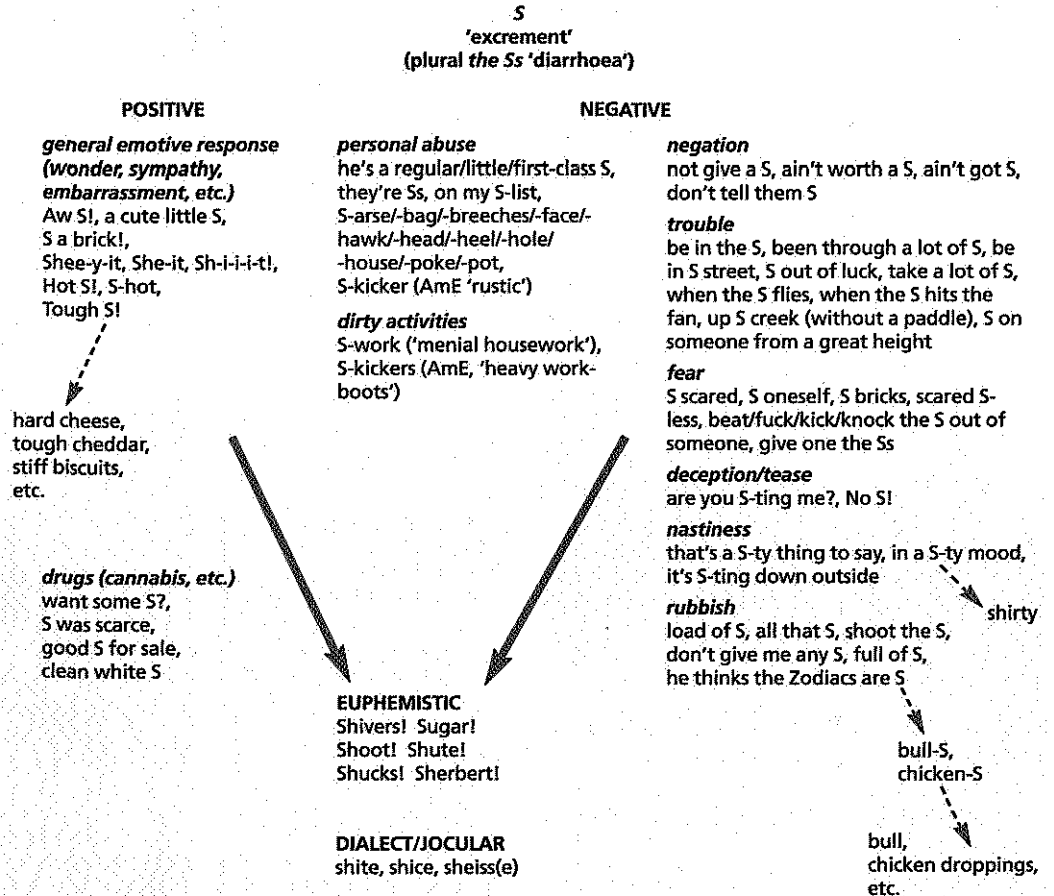 S
'excrement'
(plural the Ss 'diarrhoea')
POSITIVE
general emotive response
(wonder, sympathy,
embarrassment, etc.)
Aw S!, a cute little S,
S a brick!,
Shee-y-it, She-it, Sh-i-i-i-t!,
Hot S!, S-hot,
Tough S!
hard cheese,
tough cheddar,
stiff biscuits,
etc.
drugs (cannabis, etc.)
want some S?,
S was scarce,
good S for sale,
clean white S
NEGATIVE
personal abuse
he's a regular/little/first-class S,
they're Ss, on my S-list,
S-arse/-bag/-breeches/-face/-
hawk/-head/-heel/-hole/
-house/-poke/-pot,
S-kicker (AmE 'rustic')
dirty activities
S-work ('menial housework'),
S-kickers (AmE, 'heavy work-
boots')
negation
not give a S, ain't worth a S, ain't got S,
don't tell them S
trouble
be in the S, been through a lot of S, be
in S street, S out of luck, take a lot of S,
when the S flies, when the S hits the
fan, up S creek (without a paddle), S on
someone from a great height
fear
S scared, S oneself, S bricks, scared S-
less, beat/fuck/kick/knock the S out of
someone, give one the Ss
deception/tease
are you S-ting me?, No S!
nastiness
that's a S-ty thing to say, in a S-ty mood,
it's S-ting down outside
shirty
rubbish
load of S, all that S, shoot the S,
don't give me any S, full of S,
he thinks the Zodiacs are S
bull-S,
chicken-S
bull,
chicken droppings,
etc.
EUPHEMISTIC
Shivers! Sugar!
Shoot! Shute!
Shucks! Sherbert!
DIALECT/JOCULAR
shite, shice, sheiss(e)